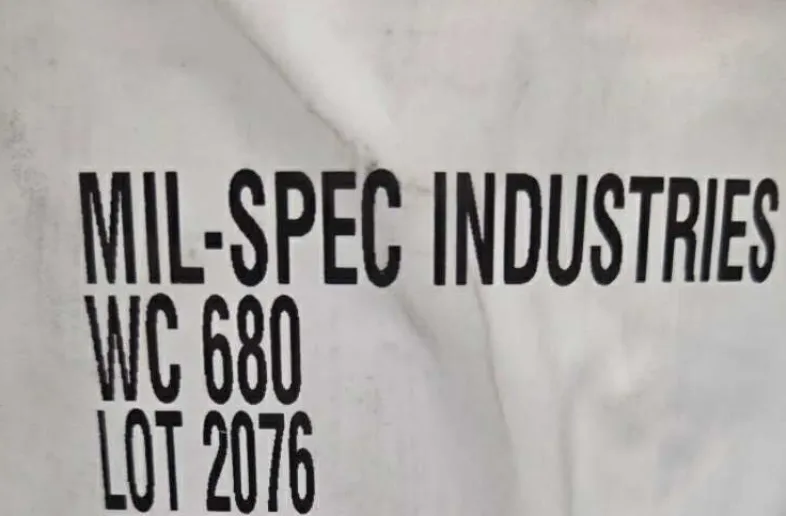 MIL-SPEC INDUSTRIES
WC 680
LOT 2076